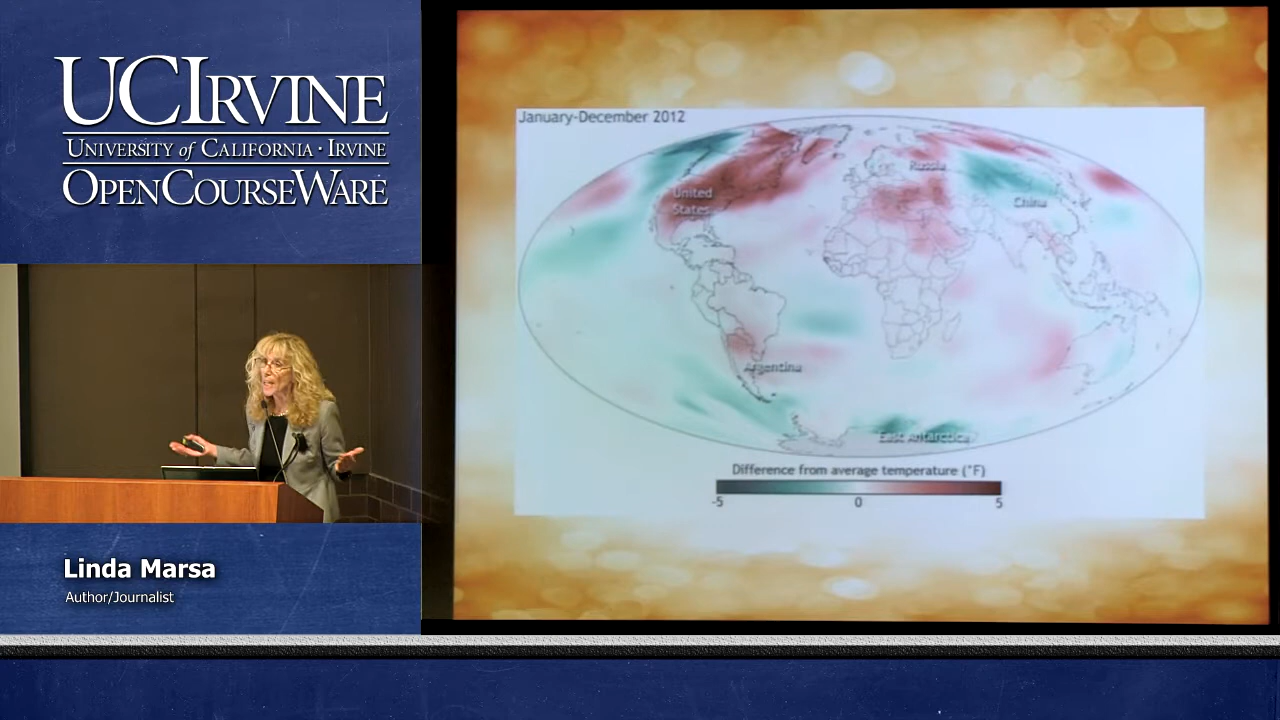 UCIRVINE
UNIVERSITY of CALIFORNIA · IRVINE
OPENCOURSEWARE
Linda Marsa
Author/Journalist
January-December 2012
Russia
United
States
China
Argentina
East Antarctica
Difference from average temperature (°F)
-5 0 5